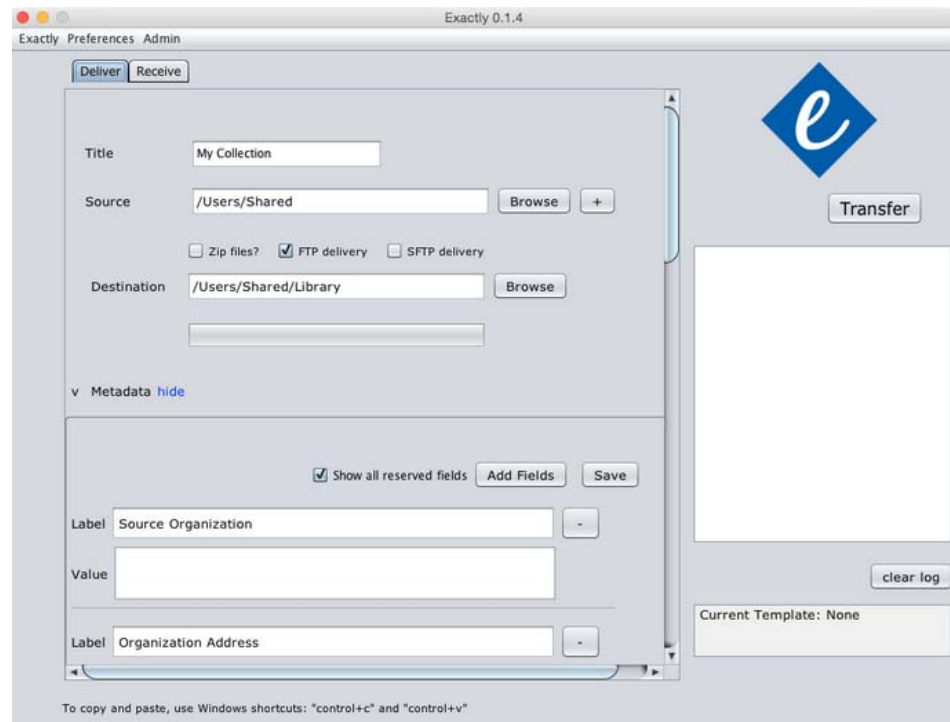 Exactly 0.1.4
Exactly Preferences Admin
Deliver Receive
e
Title My Collection
Source /Users/Shared Browse +
Transfer
Zip files? FTP delivery SFTP delivery
Destination /Users/Shared/Library Browse
v Metadata hide
Show all reserved fields Add Fields Save
Label Source Organization -
Value
clear log
Current Template: None
Label Organization Address -
To copy and paste, use Windows shortcuts: "control+c" and "control+v"